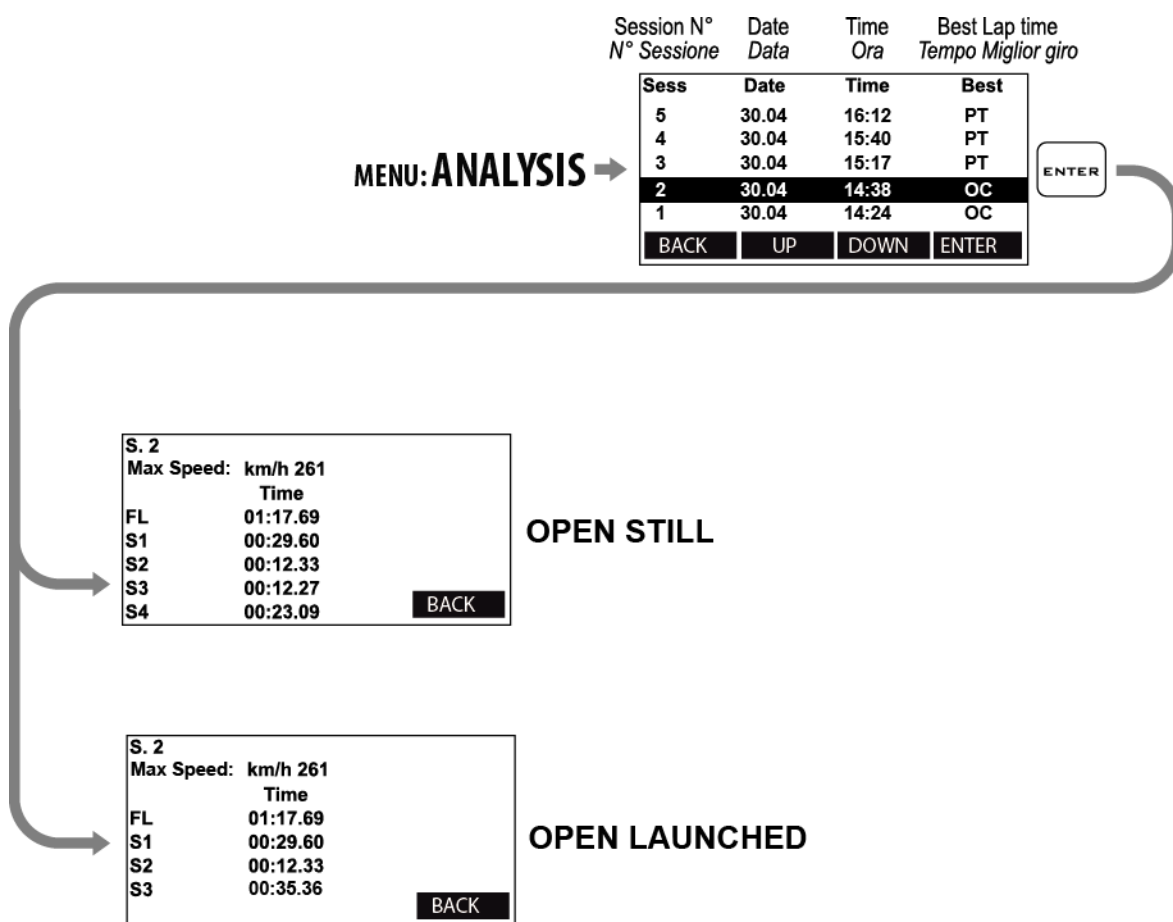 Session N° Date Time Best Lap time
N° Sessione Data Ora Tempo Miglior giro
Sess Date Time Best
5 30.04 16:12 PT
4 30.04 15:40 PT
3 30.04 15:17 PT
2 30.04 14:38 OC
1 30.04 14:24 OC
BACK UP DOWN ENTER
MENU: ANALYSIS
ENTER
S. 2
Max Speed: km/h 261
Time
FL 01:17.69
S1 00:29.60
S2 00:12.33
S3 00:12.27
S4 00:23.09
BACK
OPEN STILL
S. 2
Max Speed: km/h 261
Time
FL 01:17.69
S1 00:29.60
S2 00:12.33
S3 00:35.36
BACK
OPEN LAUNCHED